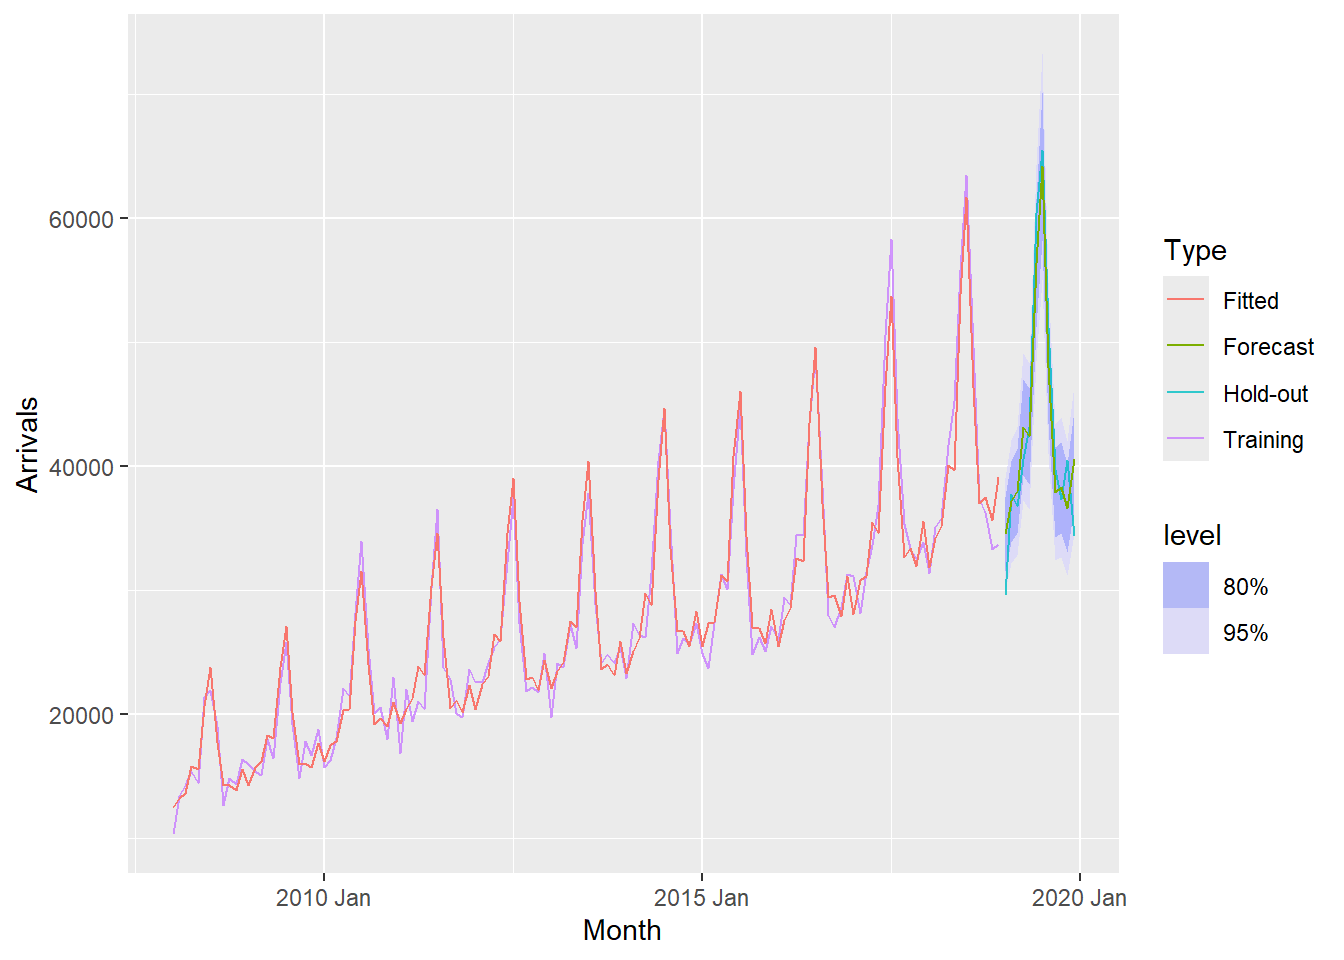 60000
40000
20000
Arrivals
2010 Jan
2015 Jan
2020 Jan
Month
Type
Fitted
Forecast
Hold-out
Training
level
80%
95%